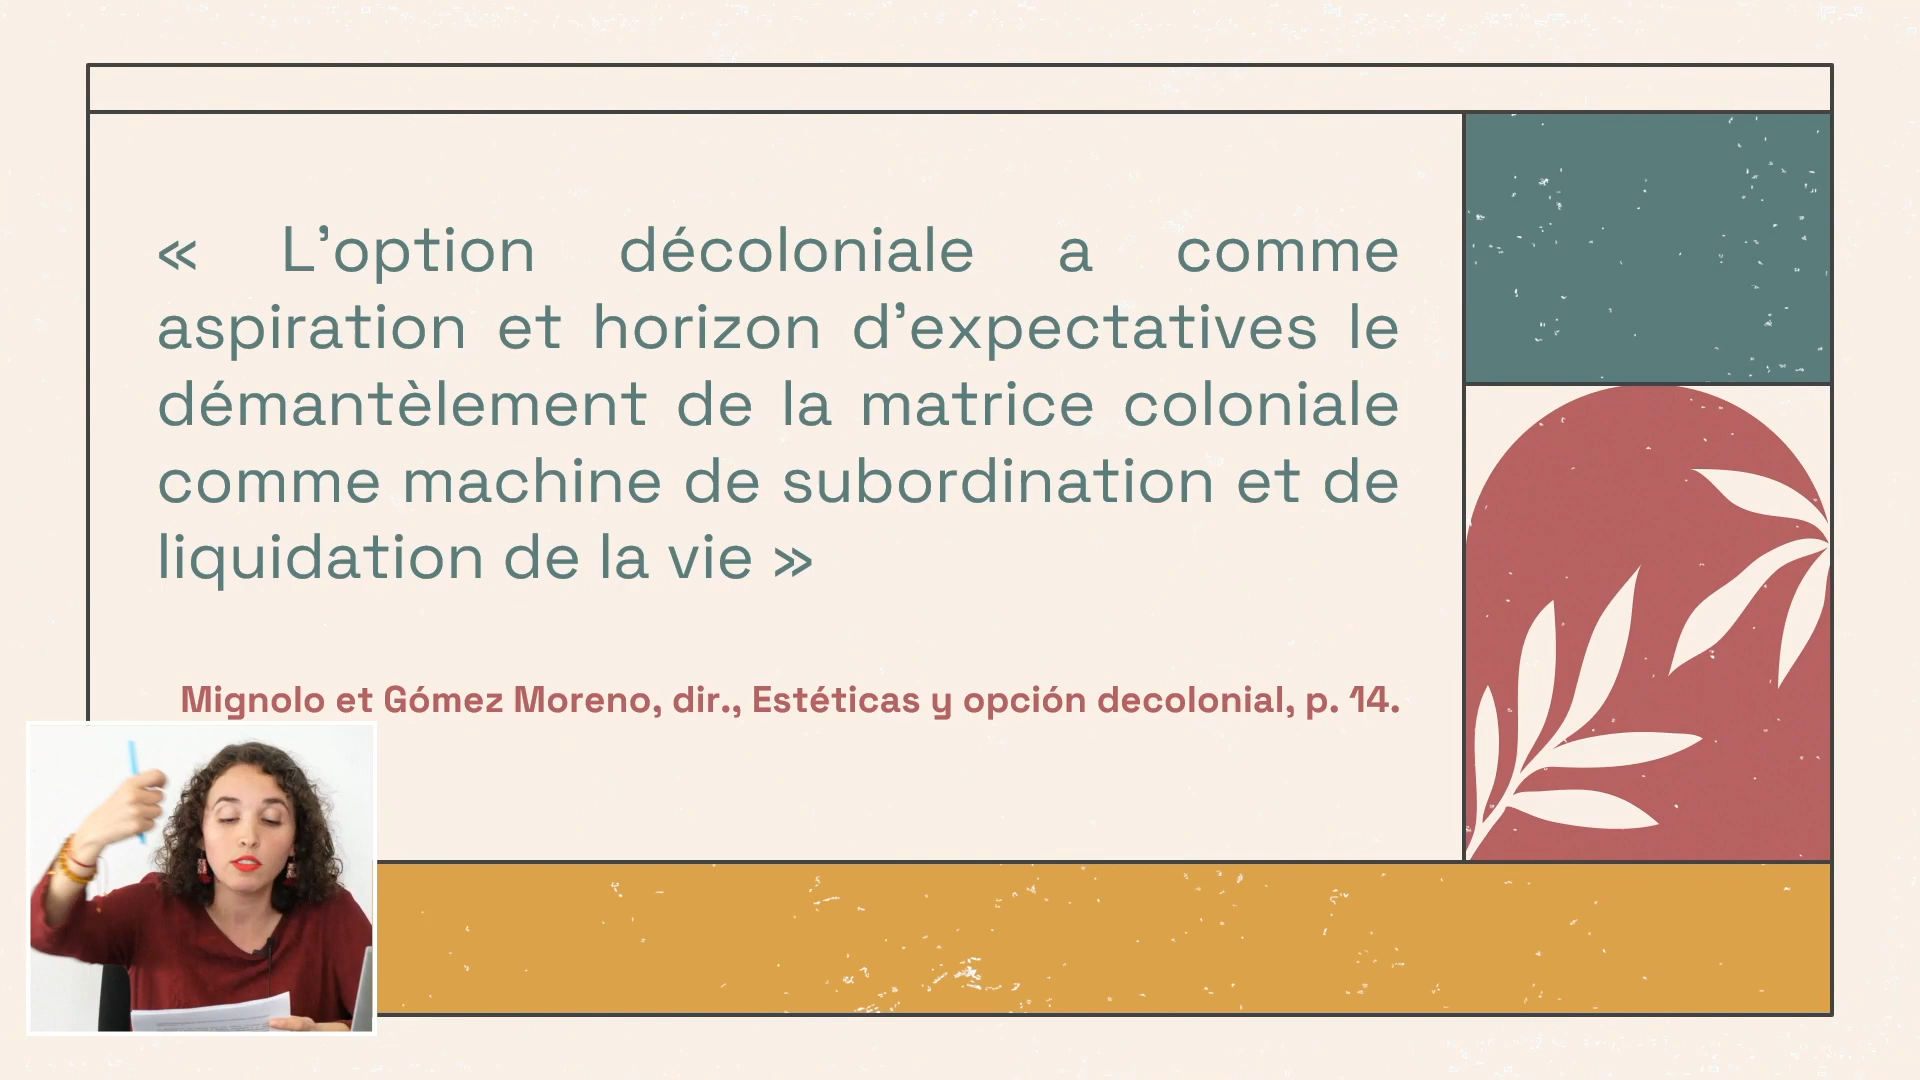 « L’option décoloniale a comme
aspiration et horizon d’expectatives le
démantèlement de la matrice coloniale
comme machine de subordination et de
liquidation de la vie »
Mignolo et Gómez Moreno, dir., Estéticas y opción decolonial, p. 14.